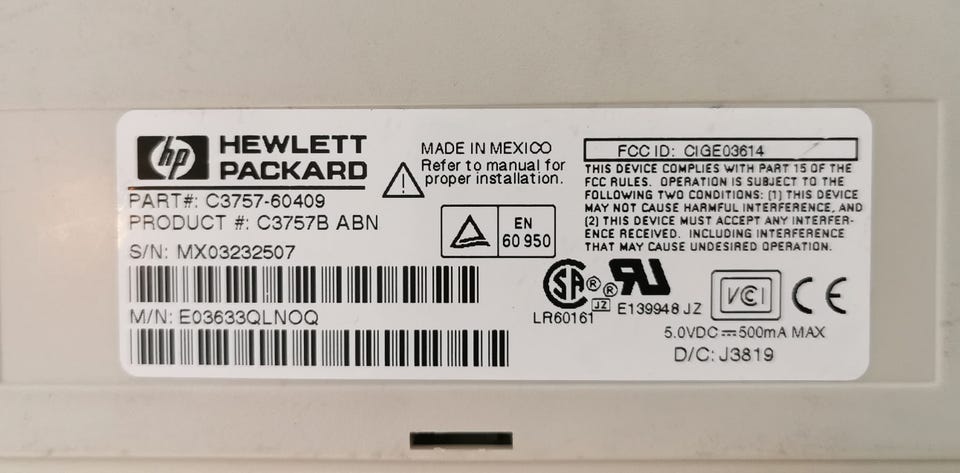 hp HEWLETT
PACKARD
PART#: C3757-60409
PRODUCT #: C3757B ABN
S/N: MX03232507
M/N: E03633QLNOQ
MADE IN MEXICO
Refer to manual for
proper installation.
EN
60 950
FCC ID: CIGE03614
THIS DEVICE COMPLIES WITH PART 15 OF THE
FCC RULES. OPERATION IS SUBJECT TO THE
FOLLOWING TWO CONDITIONS: (1) THIS DEVICE
MAY NOT CAUSE HARMFUL INTERFERENCE, AND
(2) THIS DEVICE MUST ACCEPT ANY INTERFER-
ENCE RECEIVED. INCLUDING INTERFERENCE
THAT MAY CAUSE UNDESIRED OPERATION.
SA ® ® UR
JZ
LR60161 E139948 JZ
VCCI CE
5.0VDC⎓500mA MAX
D/C: J3819